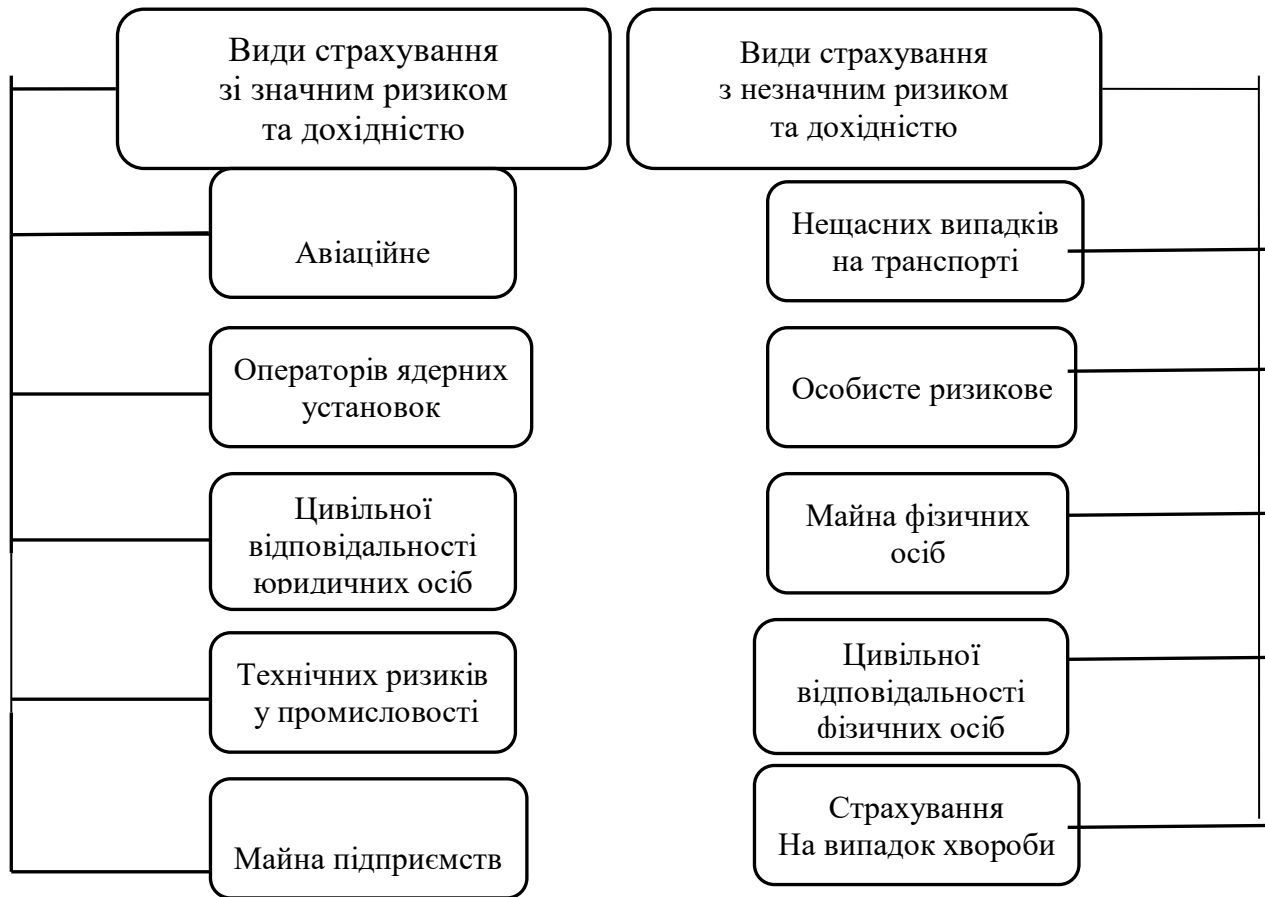 Види страхування
зі значним ризиком
та дохідністю
Авіаційне
Операторів ядерних
установок
Цивільної
відповідальності
юридичних осіб
Технічних ризиків
у промисловості
Майна підприємств
Види страхування
з незначним ризиком
та дохідністю
Нещасних випадків
на транспорті
Особисте ризикове
Майна фізичних
осіб
Цивільної
відповідальності
фізичних осіб
Страхування
На випадок хвороби